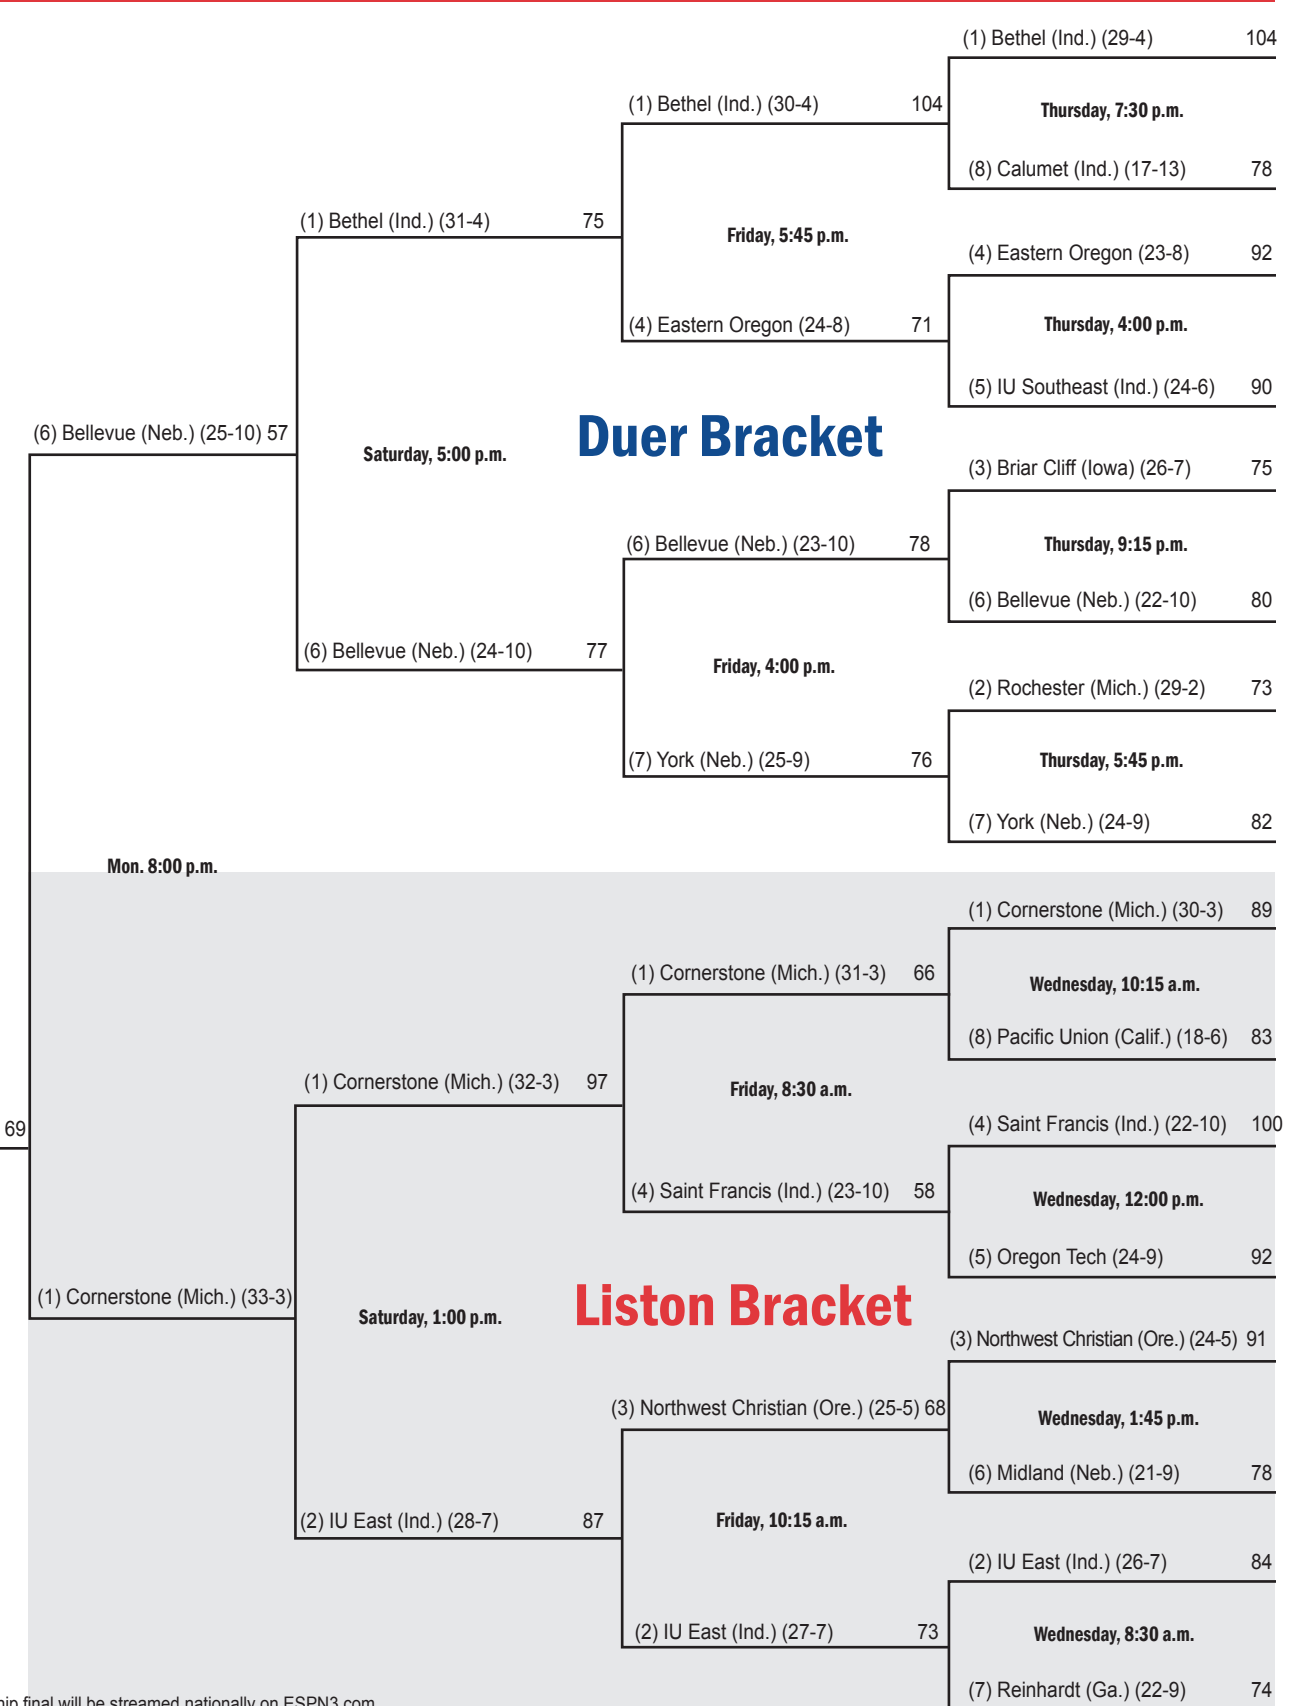 (1) Bethel (Ind.) (29-4) 104
(1) Bethel (Ind.) (30-4) 104
Thursday, 7:30 p.m.
(8) Calumet (Ind.) (17-13) 78
(1) Bethel (Ind.) (31-4) 75
Friday, 5:45 p.m.
(4) Eastern Oregon (23-8) 92
(4) Eastern Oregon (24-8) 71
Thursday, 4:00 p.m.
(5) IU Southeast (Ind.) (24-6) 90
(6) Bellevue (Neb.) (25-10) 57
Saturday, 5:00 p.m.
Duer Bracket
(3) Briar Cliff (Iowa) (26-7) 75
(6) Bellevue (Neb.) (23-10) 78
Thursday, 9:15 p.m.
(6) Bellevue (Neb.) (22-10) 80
(6) Bellevue (Neb.) (24-10) 77
Friday, 4:00 p.m.
(2) Rochester (Mich.) (29-2) 73
(7) York (Neb.) (25-9) 76
Thursday, 5:45 p.m.
(7) York (Neb.) (24-9) 82
Mon. 8:00 p.m.
(1) Cornerstone (Mich.) (30-3) 89
(1) Cornerstone (Mich.) (31-3) 66
Wednesday, 10:15 a.m.
(8) Pacific Union (Calif.) (18-6) 83
(1) Cornerstone (Mich.) (32-3) 97
Friday, 8:30 a.m.
(4) Saint Francis (Ind.) (22-10) 100
69
(4) Saint Francis (Ind.) (23-10) 58
Wednesday, 12:00 p.m.
(5) Oregon Tech (24-9) 92
(1) Cornerstone (Mich.) (33-3)
Saturday, 1:00 p.m.
Liston Bracket
(3) Northwest Christian (Ore.) (24-5) 91
(3) Northwest Christian (Ore.) (25-5) 68
Wednesday, 1:45 p.m.
(6) Midland (Neb.) (21-9) 78
(2) IU East (Ind.) (28-7) 87
Friday, 10:15 a.m.
(2) IU East (Ind.) (26-7) 84
(2) IU East (Ind.) (27-7) 73
Wednesday, 8:30 a.m.
(7) Reinhardt (Ga.) (22-9) 74
final will be streamed nationally on ESPN3.com